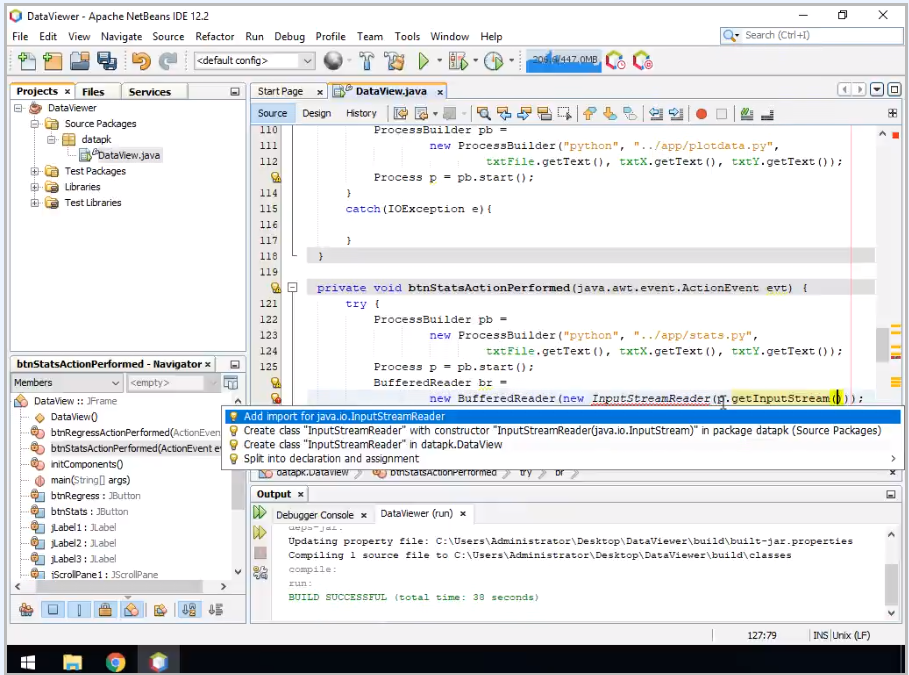 DataViewer - Apache NetBeans IDE 12.2
File Edit View Navigate Source Refactor Run Debug Profile Team Tools Window Help
Search (Ctrl+I)
<default config>
Projects × Files Services
Start Page × DataView.java ×
Source Design History
DataViewer
Source Packages
datapk
DataView.java
Test Packages
Libraries
Test Libraries
110 ProcessBuilder pb =
111 new ProcessBuilder("python", "../app/plotdata.py",
112 txtFile.getText(), txtX.getText(), txtY.getText());
Process p = pb.start();
114 }
115 catch(IOException e){
116
117 }
118 }
119
private void btnStatsActionPerformed(java.awt.event.ActionEvent evt) {
121 try {
122 ProcessBuilder pb =
123 new ProcessBuilder("python", "../app/stats.py",
124 txtFile.getText(), txtX.getText(), txtY.getText());
125 Process p = pb.start();
BufferedReader br =
new BufferedReader(new InputStreamReader(p.getInputStream()));
btnStatsActionPerformed - Navigator ×
Members <empty>
DataView :: JFrame
DataView()
btnRegressActionPerformed(ActionEven
btnStatsActionPerformed(ActionEvent ev
initComponents()
main(String[] args)
btnRegress : JButton
btnStats : JButton
jLabel1 : JLabel
jLabel2 : JLabel
jLabel3 : JLabel
jScrollPane1 : JScrollPane
Add import for java.io.InputStreamReader
Create class "InputStreamReader" with constructor "InputStreamReader(java.io.InputStream)" in package datapk (Source Packages)
Create class "InputStreamReader" in datapk.DataView
Split into declaration and assignment
datapk.DataView btnStatsActionPerformed try br
Output ×
Debugger Console × DataViewer (run) ×
deps-jar:
Updating property file: C:\Users\Administrator\Desktop\DataViewer\build\built-jar.properties
Compiling 1 source file to C:\Users\Administrator\Desktop\DataViewer\build\classes
compile:
run:
BUILD SUCCESSFUL (total time: 38 seconds)
127:79 INS Unix (LF)